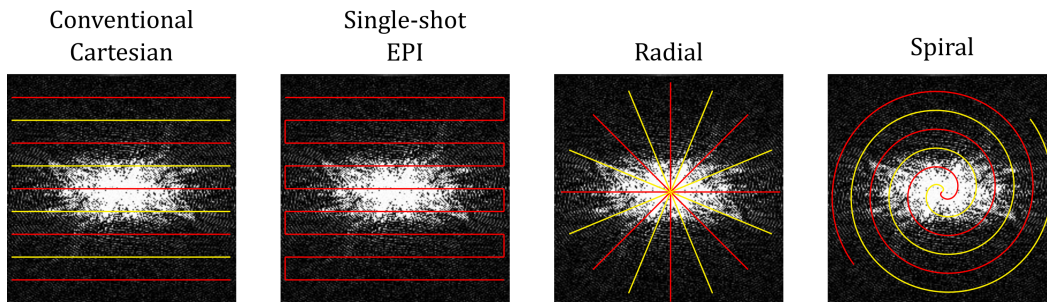 Conventional
Cartesian
Single-shot
EPI
Radial
Spiral